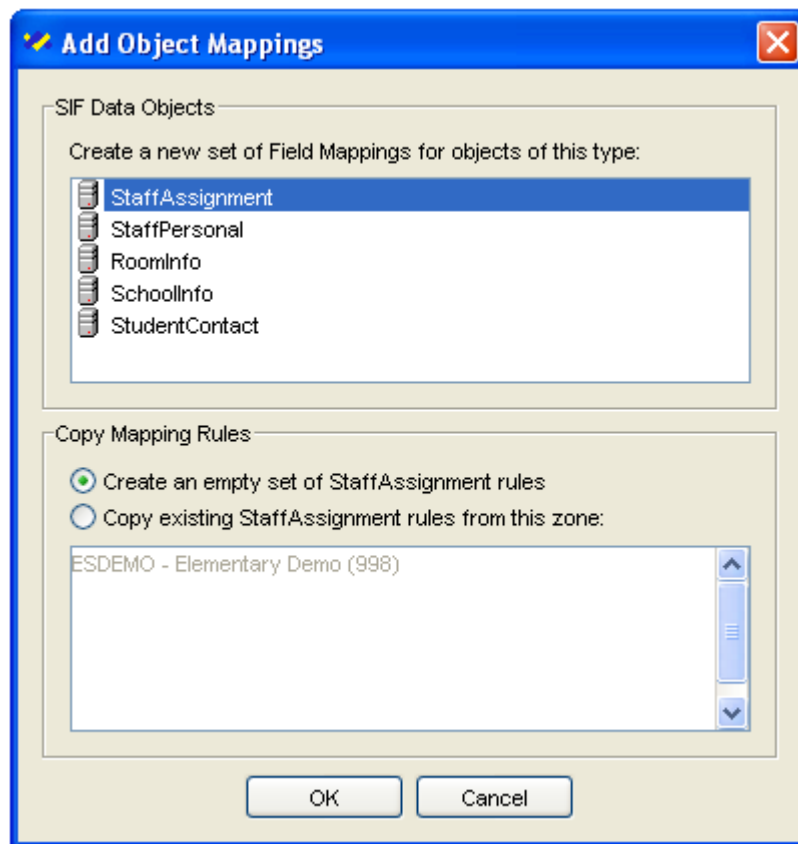 Add Object Mappings
SIF Data Objects
Create a new set of Field Mappings for objects of this type:
StaffAssignment
StaffPersonal
RoomInfo
SchoolInfo
StudentContact
Copy Mapping Rules
Create an empty set of StaffAssignment rules
Copy existing StaffAssignment rules from this zone:
ESDEMO - Elementary Demo (998)
OK
Cancel